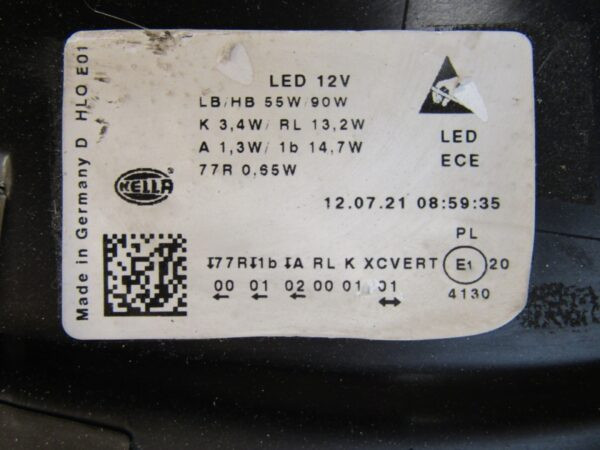 LED 12V
LB/HB 55W/90W
K 3,4W/ RL 13,2W
A 1,3W/ 1b 14,7W
77R 0,65W
LED
ECE
HELLA
12.07.21 08:59:35
PL
77R 1b A RL K XCVERT E1 20
00 01 02 00 01 01
4130
Made in Germany D HLO E01